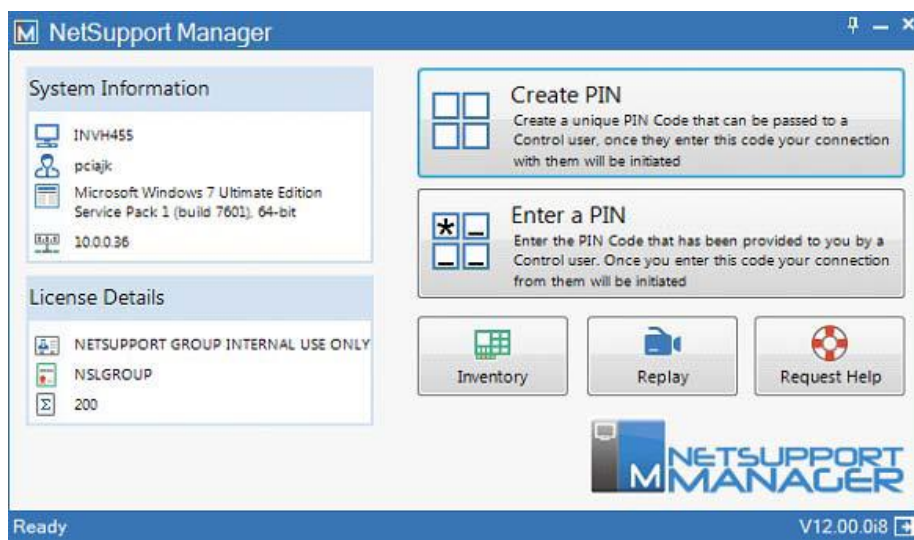 NetSupport Manager
System Information
INVH455
pciajk
Microsoft Windows 7 Ultimate Edition
Service Pack 1 (build 7601), 64-bit
10.0.0.36
License Details
NETSUPPORT GROUP INTERNAL USE ONLY
NSLGROUP
200
Create PIN
Create a unique PIN Code that can be passed to a
Control user, once they enter this code your connection
with them will be initiated
Enter a PIN
Enter the PIN Code that has been provided to you by a
Control user. Once you enter this code your connection
from them will be initiated
Inventory
Replay
Request Help
M NETSUPPORT
MANAGER
Ready
V12.00.0i8